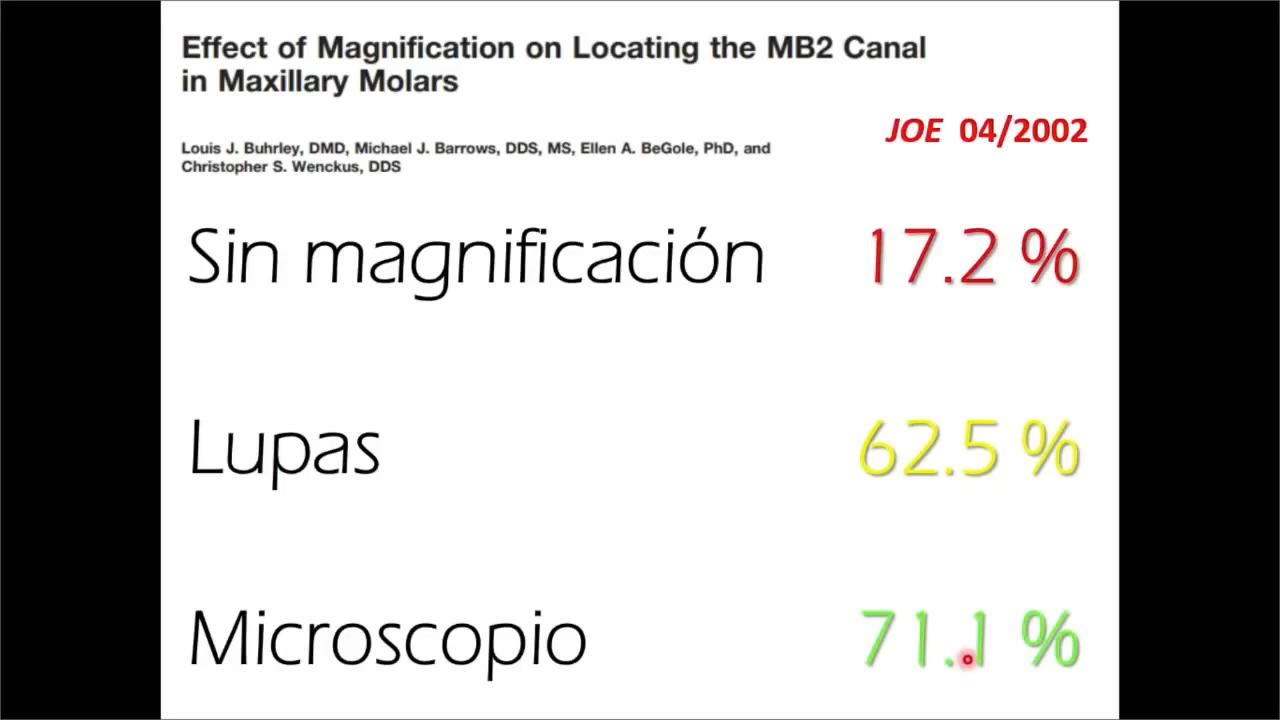 Effect of Magnification on Locating the MB2 Canal
in Maxillary Molars
JOE 04/2002
Louis J. Buhrley, DMD, Michael J. Barrows, DDS, MS, Ellen A. BeGole, PhD, and
Christopher S. Wenckus, DDS
Sin magnificación 17.2 %
Lupas 62.5 %
Microscopio 71.1 %